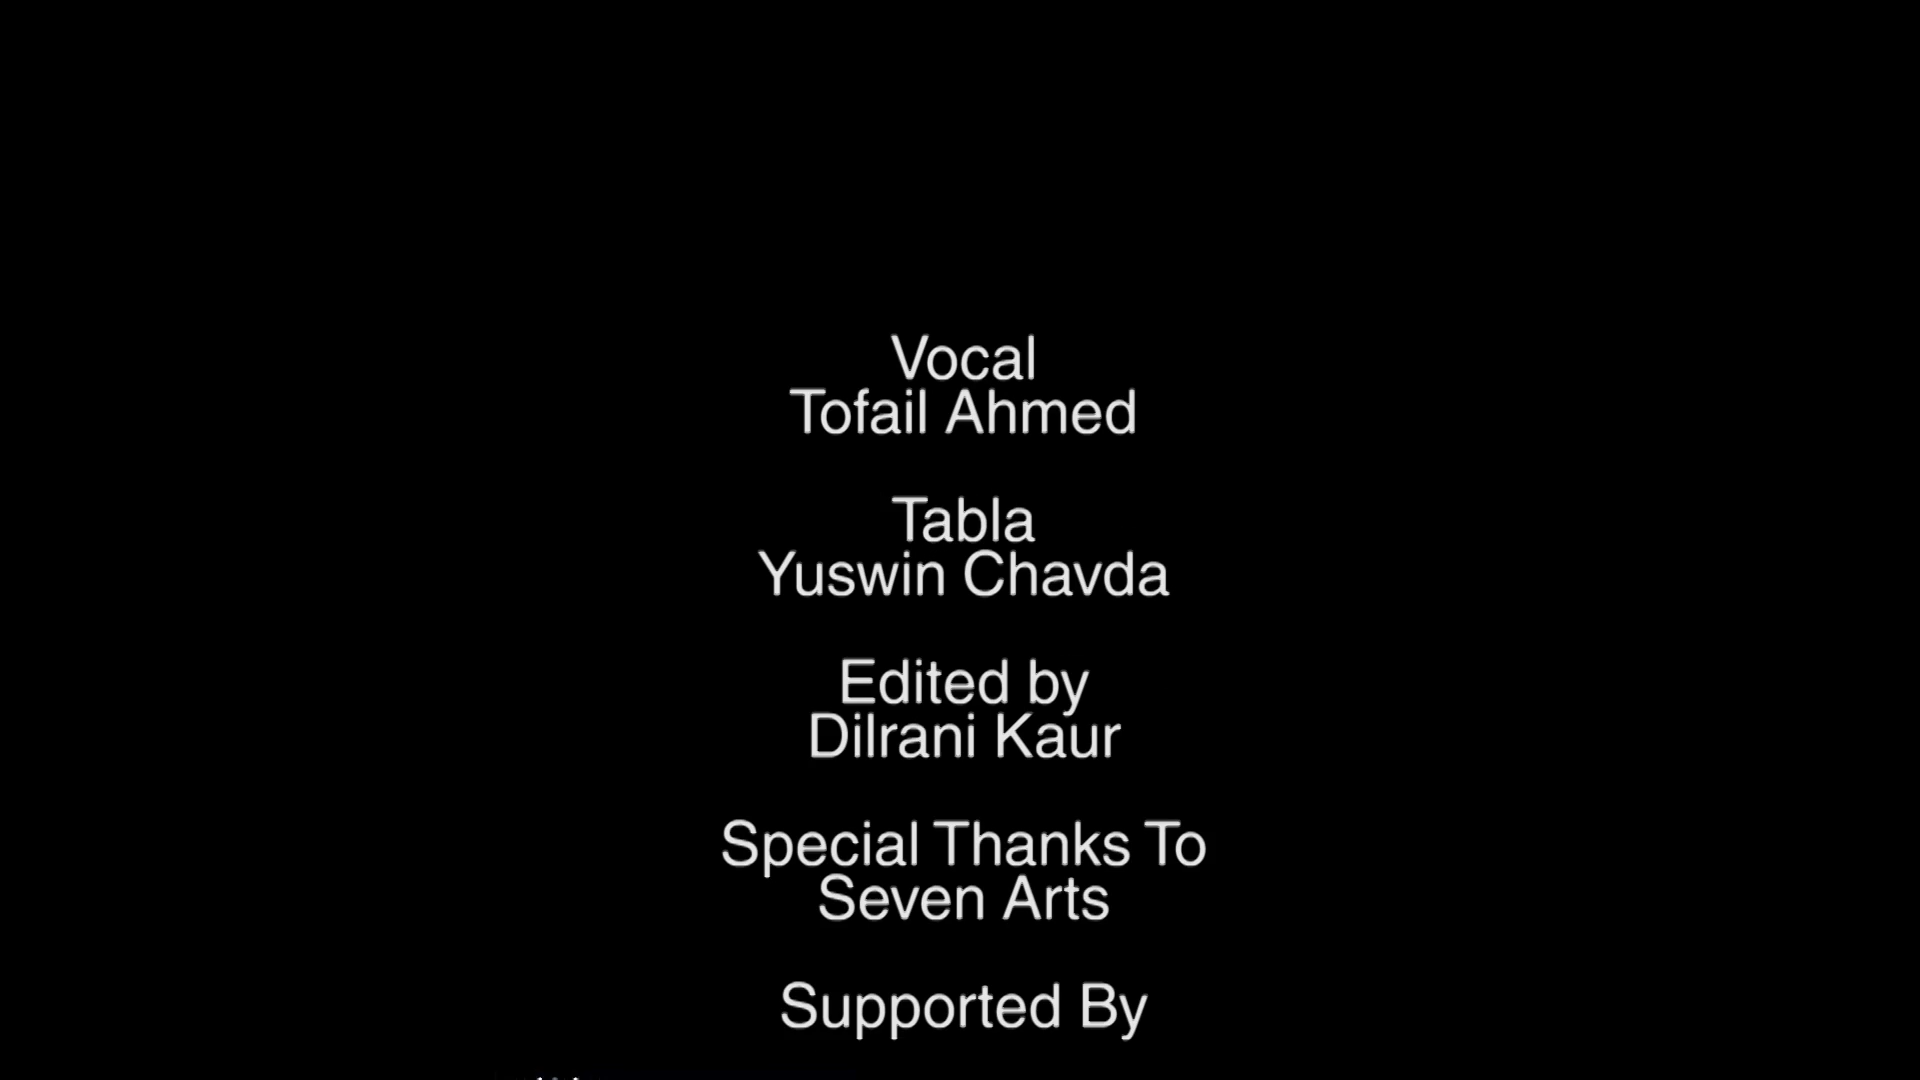 Vocal
Tofail Ahmed
Tabla
Yuswin Chavda
Edited by
Dilrani Kaur
Special Thanks To
Seven Arts
Supported By